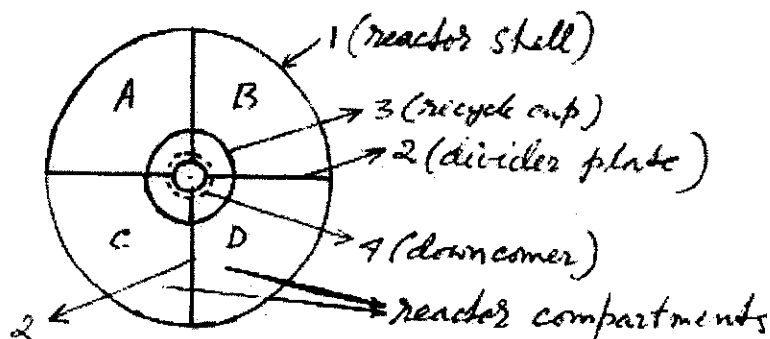 1 (reactor shell)
A B
3 (recycle cup)
2 (divider plate)
C D
4 (downcomer)
2
reactor compartments